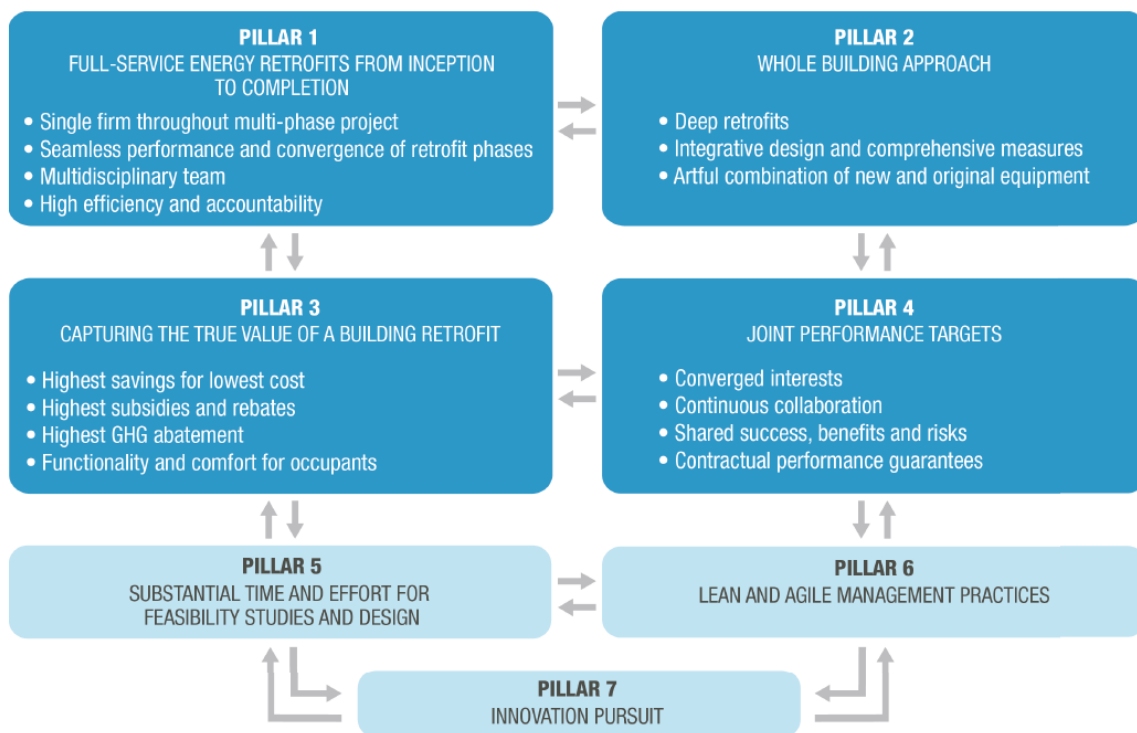 PILLAR 1
FULL-SERVICE ENERGY RETROFITS FROM INCEPTION
TO COMPLETION
• Single firm throughout multi-phase project
• Seamless performance and convergence of retrofit phases
• Multidisciplinary team
• High efficiency and accountability
PILLAR 2
WHOLE BUILDING APPROACH
• Deep retrofits
• Integrative design and comprehensive measures
• Artful combination of new and original equipment
PILLAR 3
CAPTURING THE TRUE VALUE OF A BUILDING RETROFIT
• Highest savings for lowest cost
• Highest subsidies and rebates
• Highest GHG abatement
• Functionality and comfort for occupants
PILLAR 4
JOINT PERFORMANCE TARGETS
• Converged interests
• Continuous collaboration
• Shared success, benefits and risks
• Contractual performance guarantees
PILLAR 5
SUBSTANTIAL TIME AND EFFORT FOR
FEASIBILITY STUDIES AND DESIGN
PILLAR 6
LEAN AND AGILE MANAGEMENT PRACTICES
PILLAR 7
INNOVATION PURSUIT